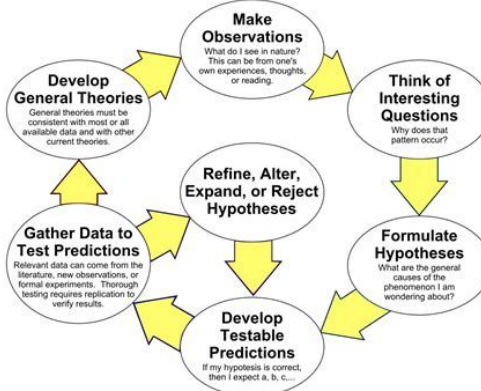 Make
Observations
What do I see in nature?
This can be from one's
own experiences, thoughts,
or reading.
Think of
Interesting
Questions
Why does that
pattern occur?
Formulate
Hypotheses
What are the general
causes of the
phenomenon I am
wondering about?
Develop
Testable
Predictions
If my hypotesis is correct,
then I expect a, b, c,...
Gather Data to
Test Predictions
Relevant data can come from the
literature, new observations, or
formal experiments. Thorough
testing requires replication to
verify results.
Refine, Alter,
Expand, or Reject
Hypotheses
Develop
General Theories
General theories must be
consistent with most or all
available data and with other
current theories.